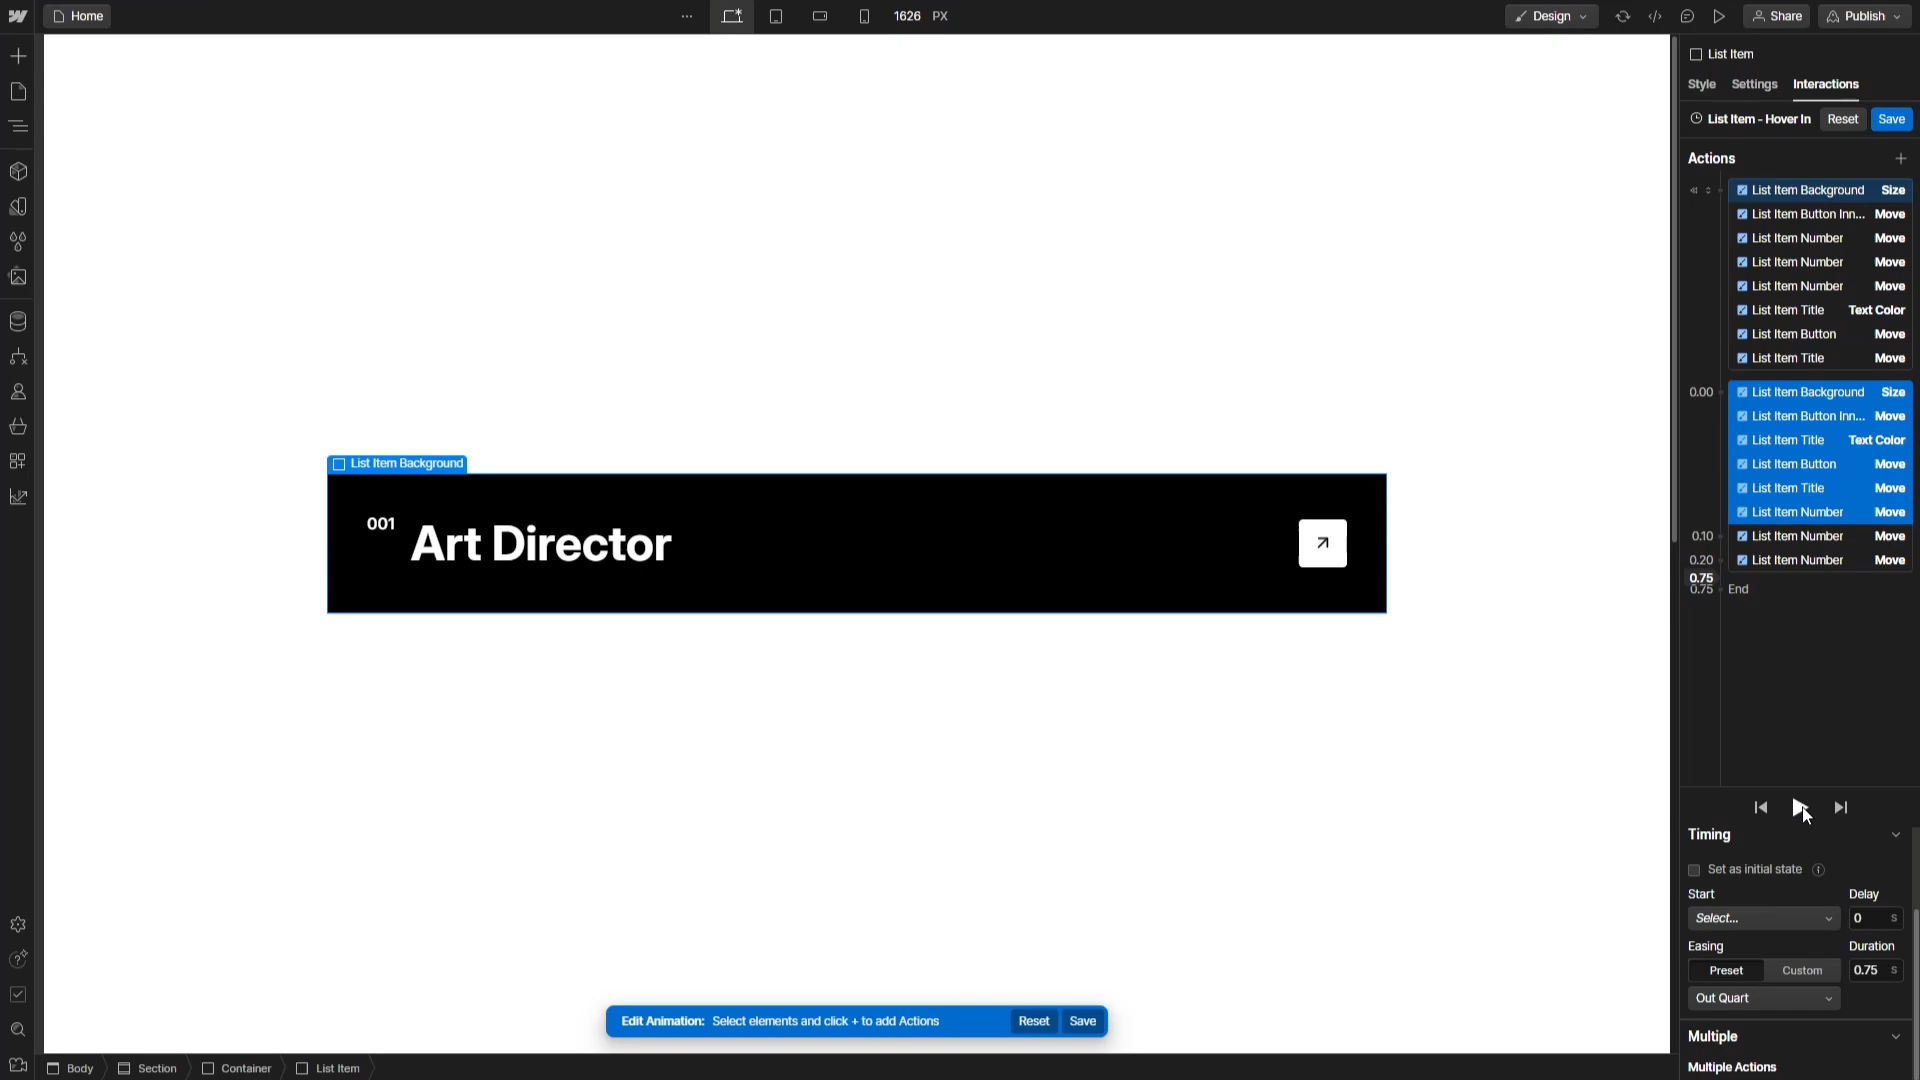 Home
1626 PX
Design
Share
Publish
List Item
Style Settings Interactions
List Item - Hover In Reset Save
Actions
List Item Background Size
List Item Button Inn... Move
List Item Number Move
List Item Number Move
List Item Number Move
List Item Title Text Color
List Item Button Move
List Item Title Move
0.00 List Item Background Size
List Item Button Inn... Move
List Item Title Text Color
List Item Button Move
List Item Title Move
List Item Number Move
0.10 List Item Number Move
0.20 List Item Number Move
0.75
0.75 End
List Item Background
001
Art Director
Timing
Set as initial state
Start Delay
Select... 0 S
Easing Duration
Preset Custom 0.75 S
Out Quart
Multiple
Multiple Actions
Edit Animation: Select elements and click + to add Actions Reset Save
Body Section Container List Item